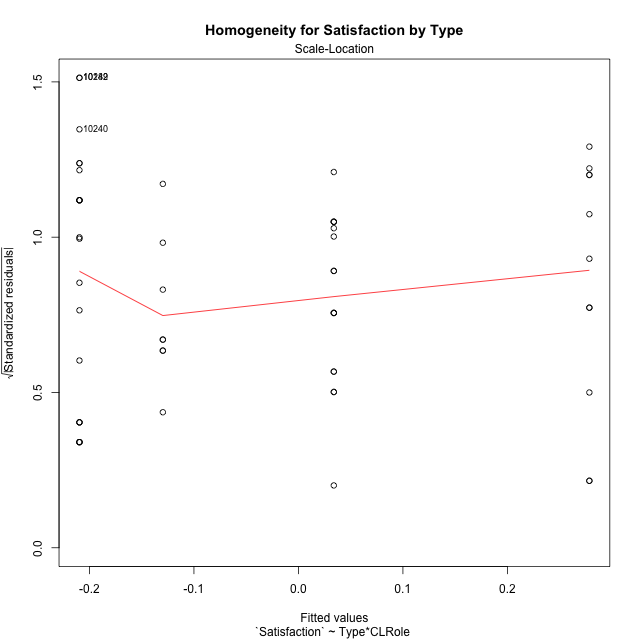 Homogeneity for Satisfaction by Type
Scale-Location
10240
1.5
1.0
0.5
0.0
√|Standardized residuals|
-0.2 -0.1 0.0 0.1 0.2
Fitted values
`Satisfaction` ~ Type*CLRole